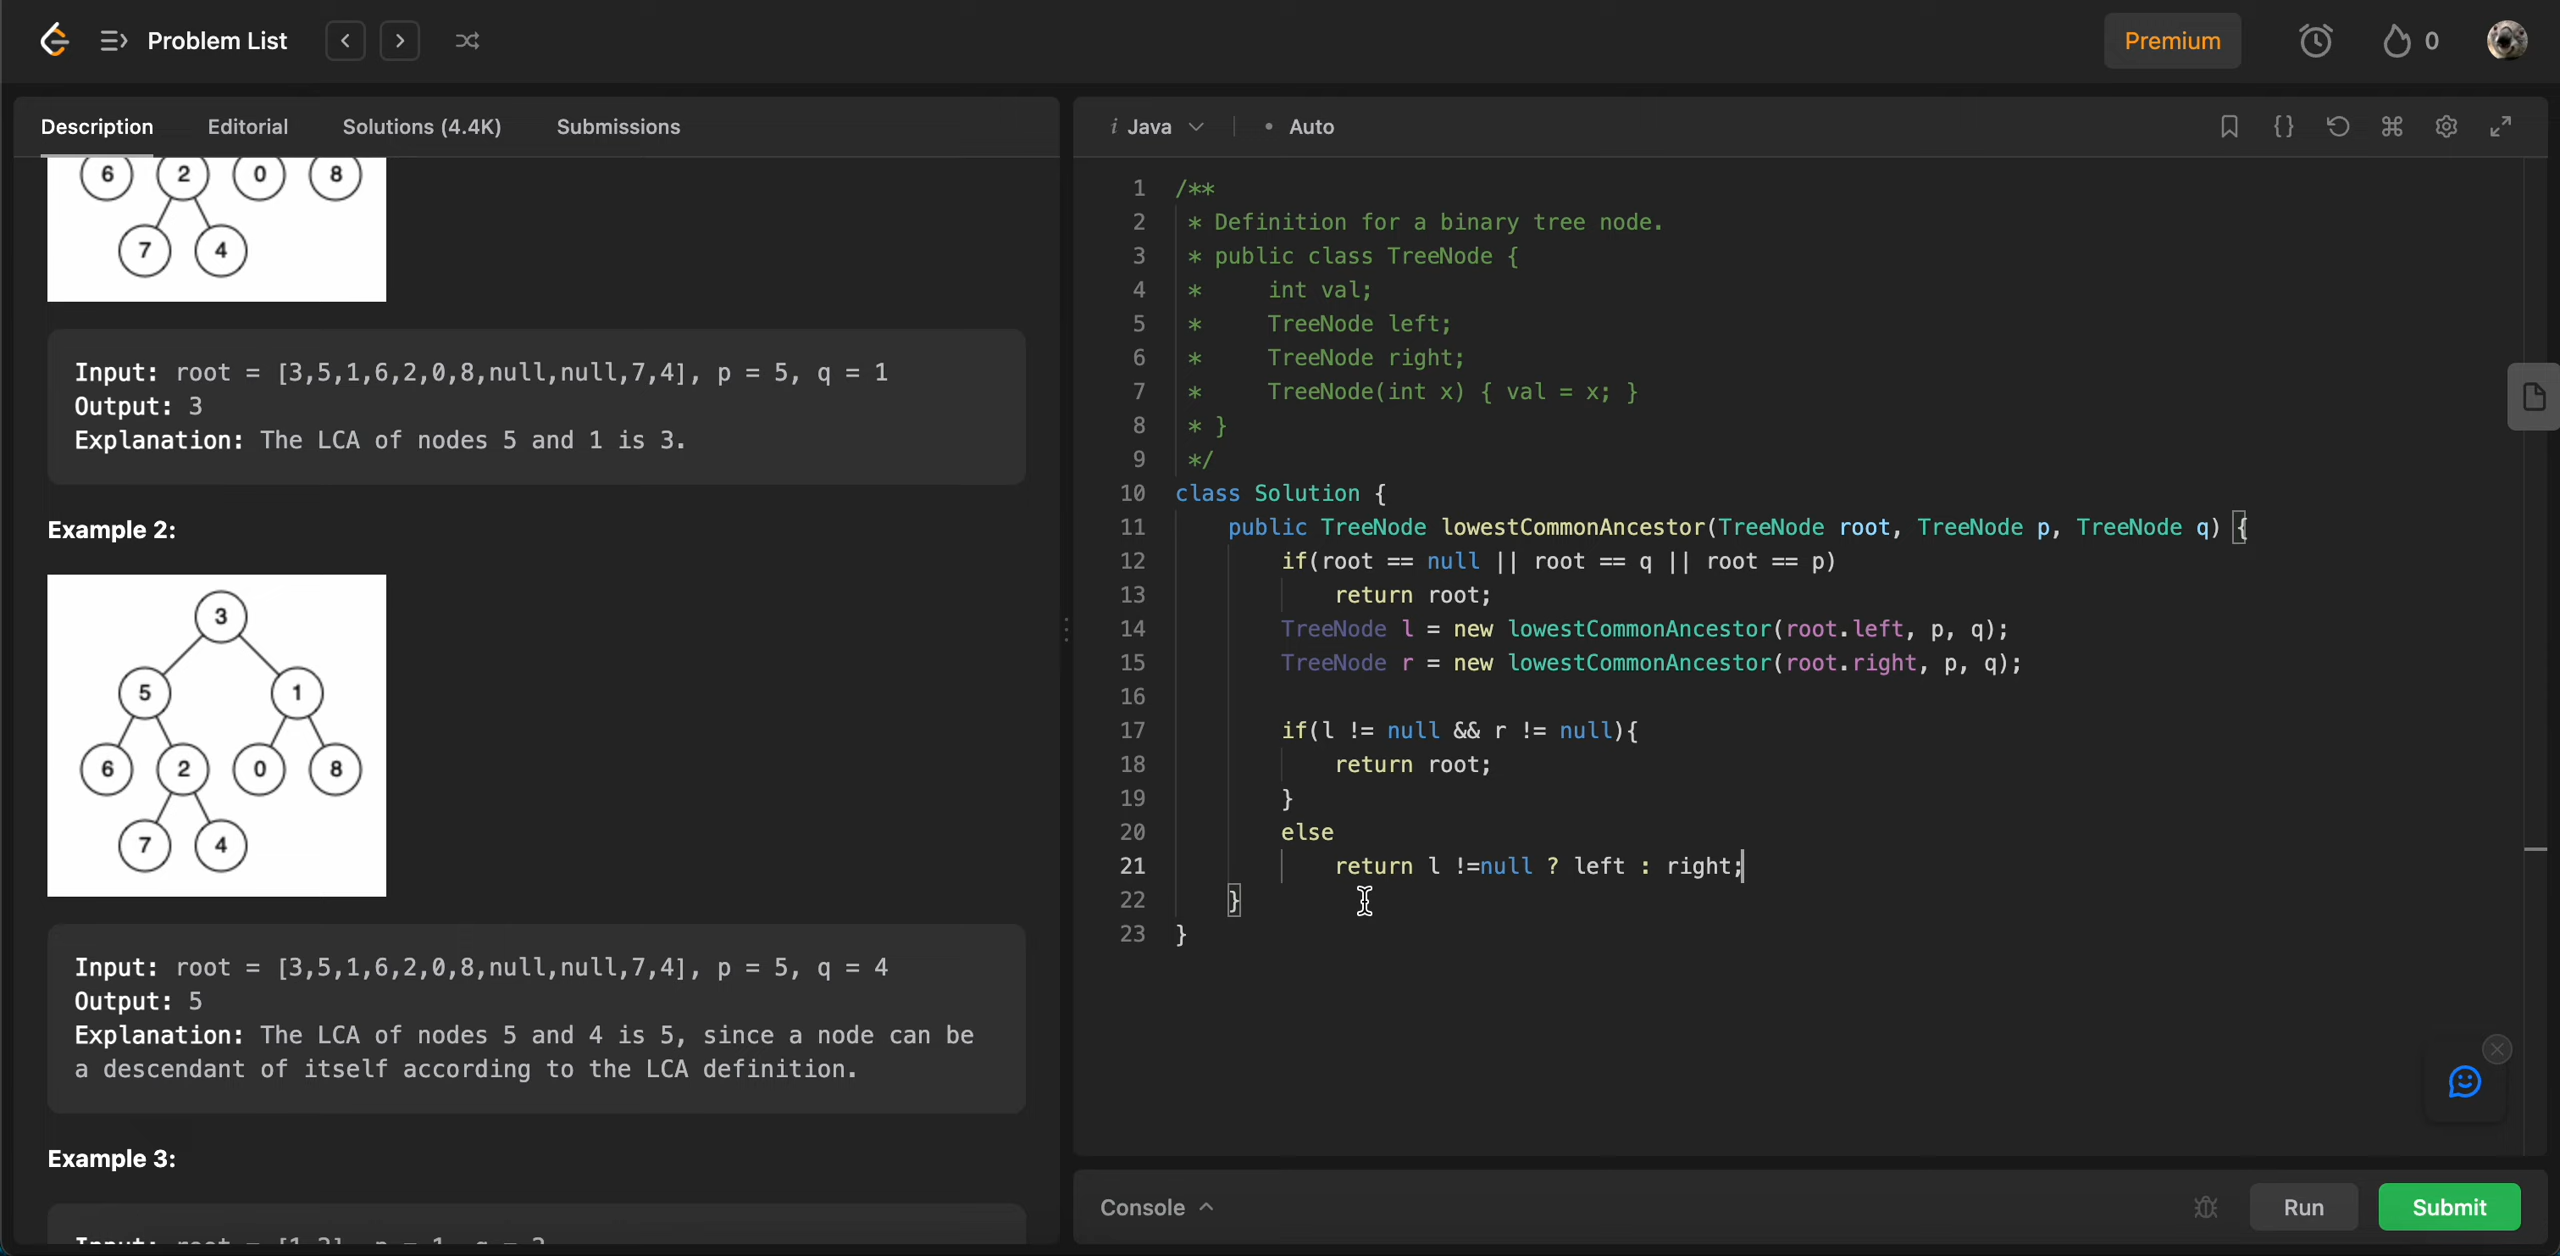 Problem List
Premium
0
Description Editorial Solutions (4.4K) Submissions
6 2 0 8
7 4
Input: root = [3,5,1,6,2,0,8,null,null,7,4], p = 5, q = 1
Output: 3
Explanation: The LCA of nodes 5 and 1 is 3.
Example 2:
3
5 1
6 2 0 8
7 4
Input: root = [3,5,1,6,2,0,8,null,null,7,4], p = 5, q = 4
Output: 5
Explanation: The LCA of nodes 5 and 4 is 5, since a node can be
a descendant of itself according to the LCA definition.
Example 3:
Input: root = [1,2], p = 1, q = 2
i Java • Auto
{}
1 /**
2 * Definition for a binary tree node.
3 * public class TreeNode {
4 * int val;
5 * TreeNode left;
6 * TreeNode right;
7 * TreeNode(int x) { val = x; }
8 * }
9 */
10 class Solution {
11 public TreeNode lowestCommonAncestor(TreeNode root, TreeNode p, TreeNode q) {
12 if(root == null || root == q || root == p)
13 return root;
14 TreeNode l = new lowestCommonAncestor(root.left, p, q);
15 TreeNode r = new lowestCommonAncestor(root.right, p, q);
16
17 if(l != null && r != null){
18 return root;
19 }
20 else
21 return l !=null ? left : right;
22 }
23 }
Console
Run
Submit